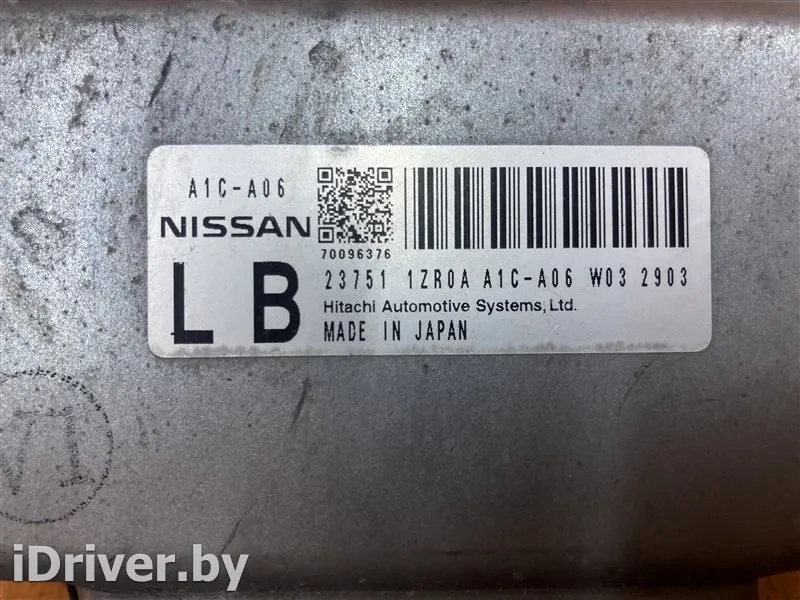 A1C-A06
NISSAN
70096376
LB
23751 1ZR0A A1C-A06 W03 2903
Hitachi Automotive Systems, Ltd.
MADE IN JAPAN
iDriver.by